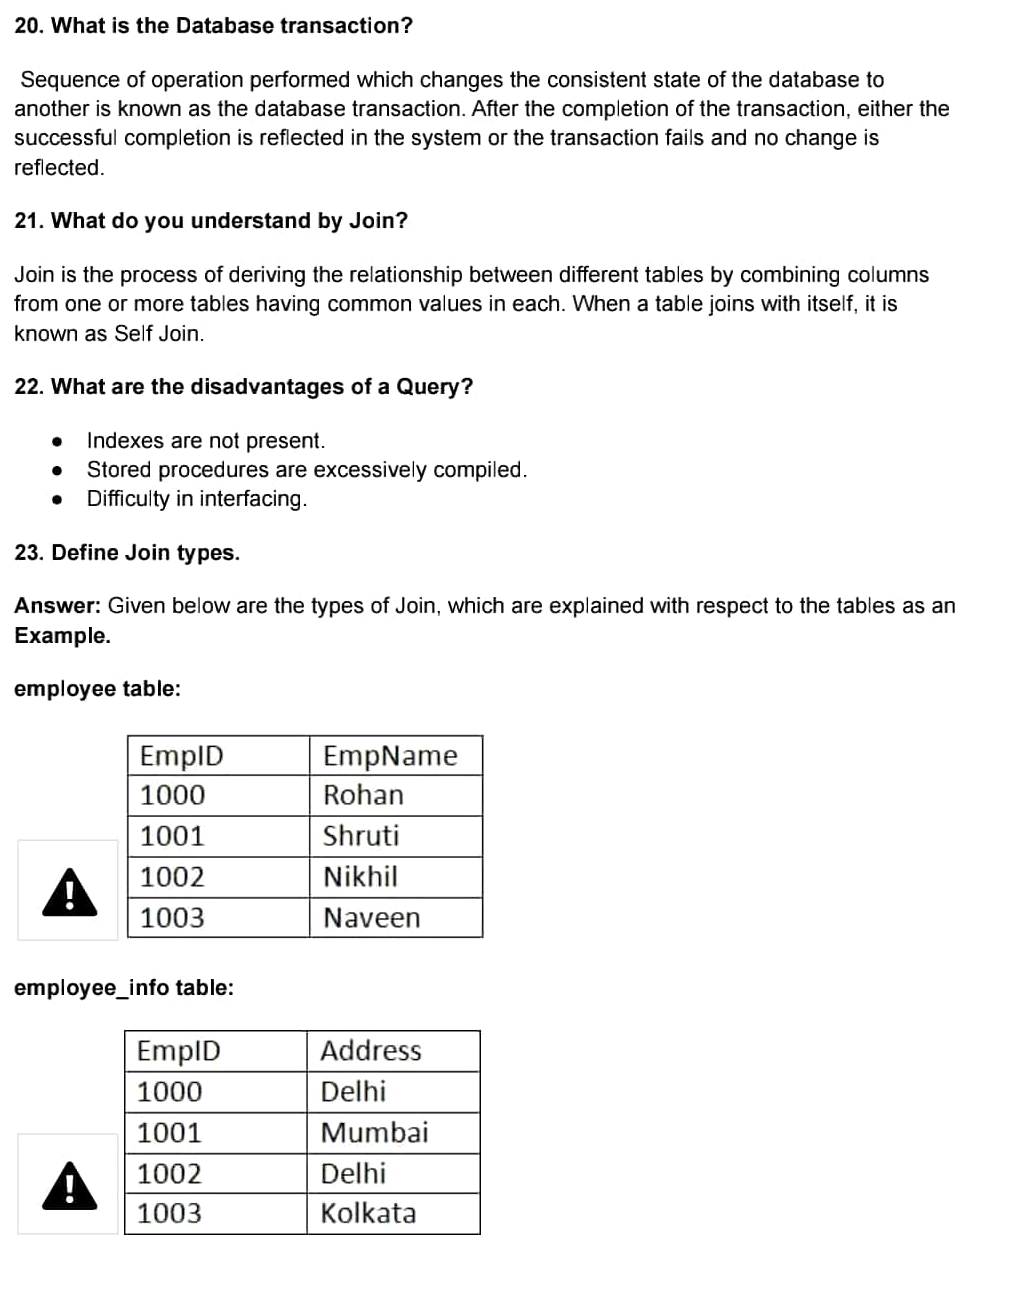 20. What is the Database transaction?
Sequence of operation performed which changes the consistent state of the database to
another is known as the database transaction. After the completion of the transaction, either the
successful completion is reflected in the system or the transaction fails and no change is
reflected.
21. What do you understand by Join?
Join is the process of deriving the relationship between different tables by combining columns
from one or more tables having common values in each. When a table joins with itself, it is
known as Self Join.
22. What are the disadvantages of a Query?
● Indexes are not present.
● Stored procedures are excessively compiled.
● Difficulty in interfacing.
23. Define Join types.
Answer: Given below are the types of Join, which are explained with respect to the tables as an
Example.
employee table:
EmpID EmpName
1000 Rohan
1001 Shruti
1002 Nikhil
1003 Naveen
employee_info table:
EmpID Address
1000 Delhi
1001 Mumbai
1002 Delhi
1003 Kolkata